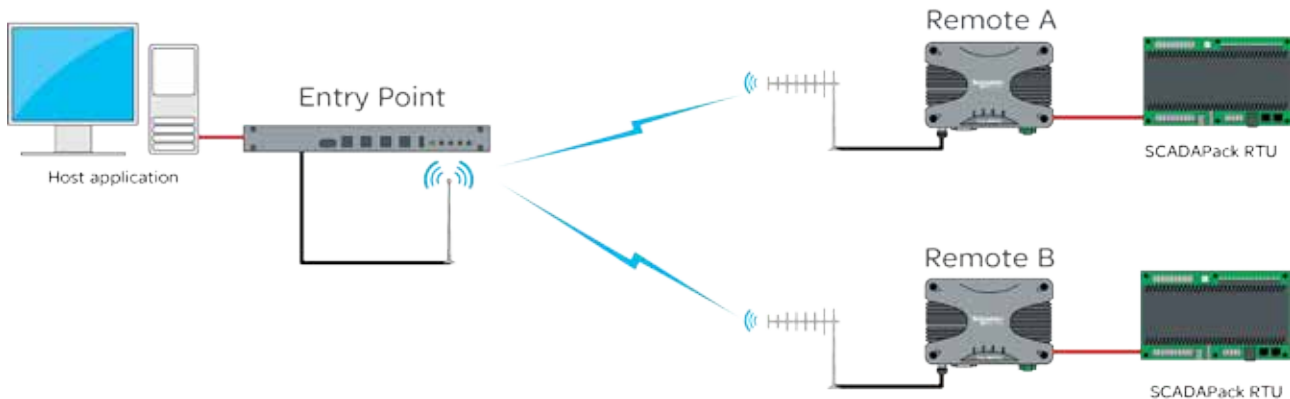 Remote A
Entry Point
Host application
SCADAPack RTU
Remote B
SCADAPack RTU